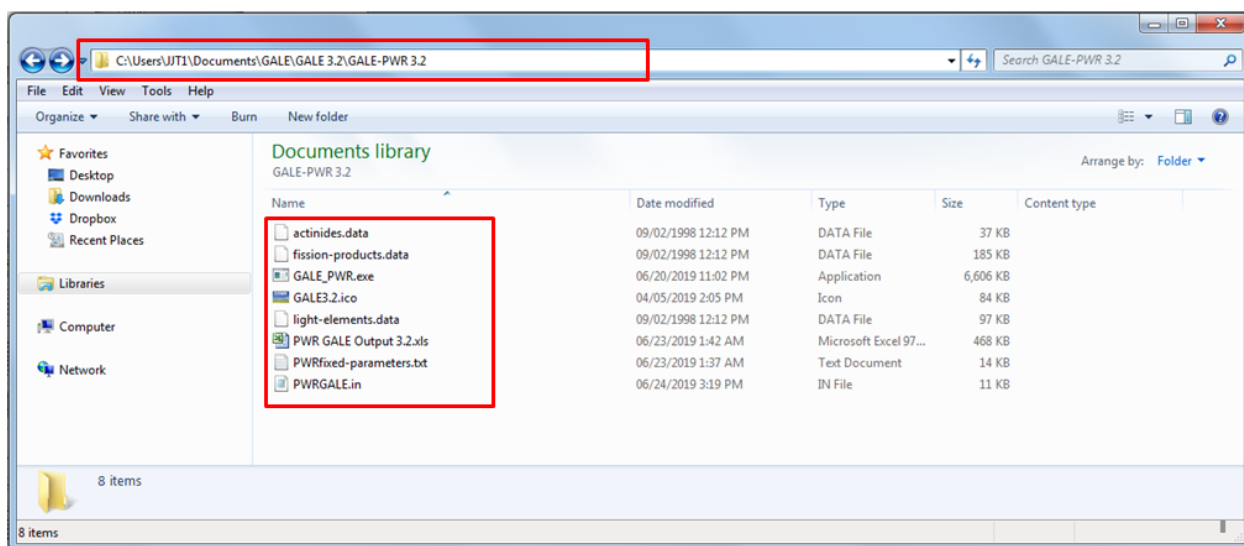 C:\Users\JJT1\Documents\GALE\GALE 3.2\GALE-PWR 3.2
Search GALE-PWR 3.2
File Edit View Tools Help
Organize Share with Burn New folder
Favorites
Desktop
Downloads
Dropbox
Recent Places
Libraries
Computer
Network
Documents library
GALE-PWR 3.2
Arrange by: Folder
Name Date modified Type Size Content type
actinides.data 09/02/1998 12:12 PM DATA File 37 KB
fission-products.data 09/02/1998 12:12 PM DATA File 185 KB
GALE_PWR.exe 06/20/2019 11:02 PM Application 6,606 KB
GALE3.2.ico 04/05/2019 2:05 PM Icon 84 KB
light-elements.data 09/02/1998 12:12 PM DATA File 97 KB
PWR GALE Output 3.2.xls 06/23/2019 1:42 AM Microsoft Excel 97... 468 KB
PWRfixed-parameters.txt 06/23/2019 1:37 AM Text Document 14 KB
PWRGALE.in 06/24/2019 3:19 PM IN File 11 KB
8 items
8 items